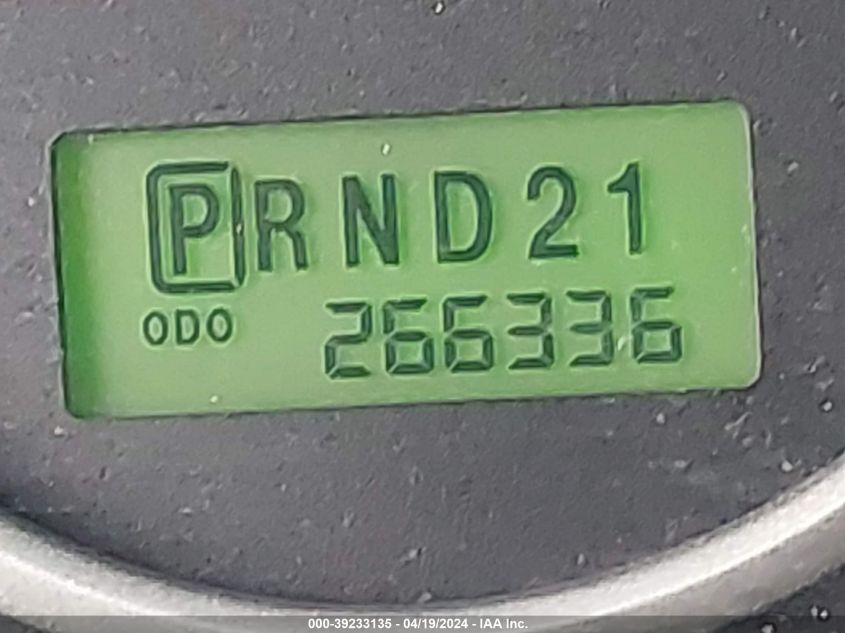 PRND21
ODO 266336
000-39233135 - 04/19/2024 - IAA Inc.